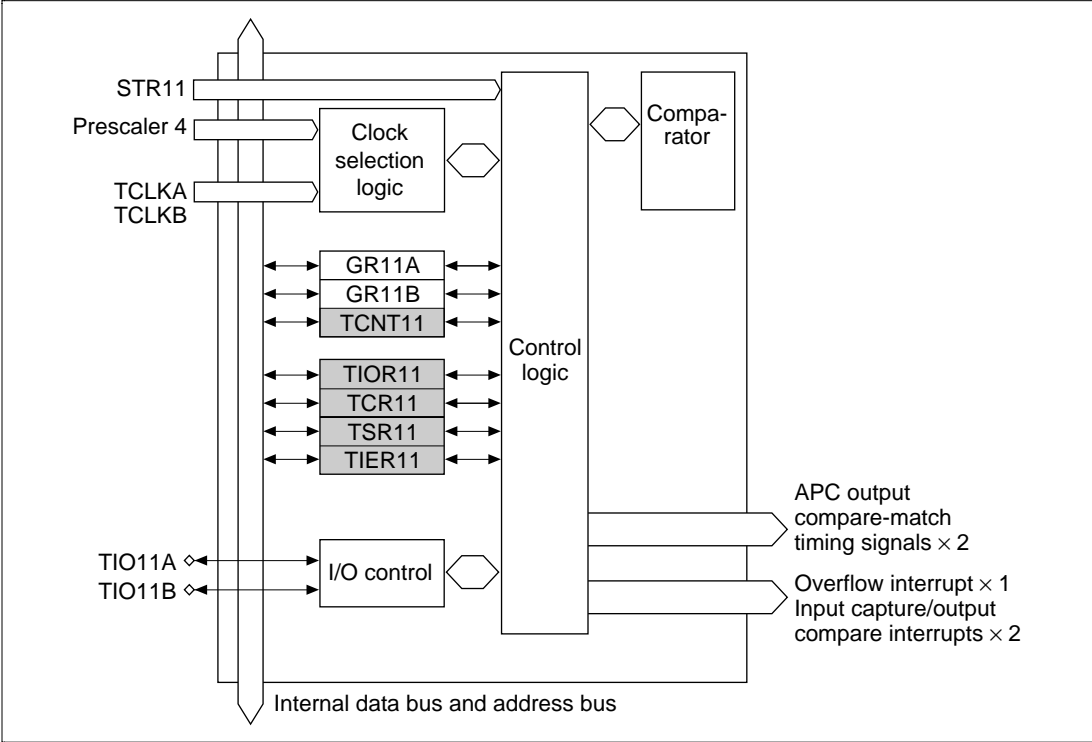 STR11
Prescaler 4
TCLKA
TCLKB
Clock
selection
logic
Compa-
rator
GR11A
GR11B
TCNT11
Control
logic
TIOR11
TCR11
TSR11
TIER11
TIO11A
TIO11B
I/O control
APC output
compare-match
timing signals × 2
Overflow interrupt × 1
Input capture/output
compare interrupts × 2
Internal data bus and address bus